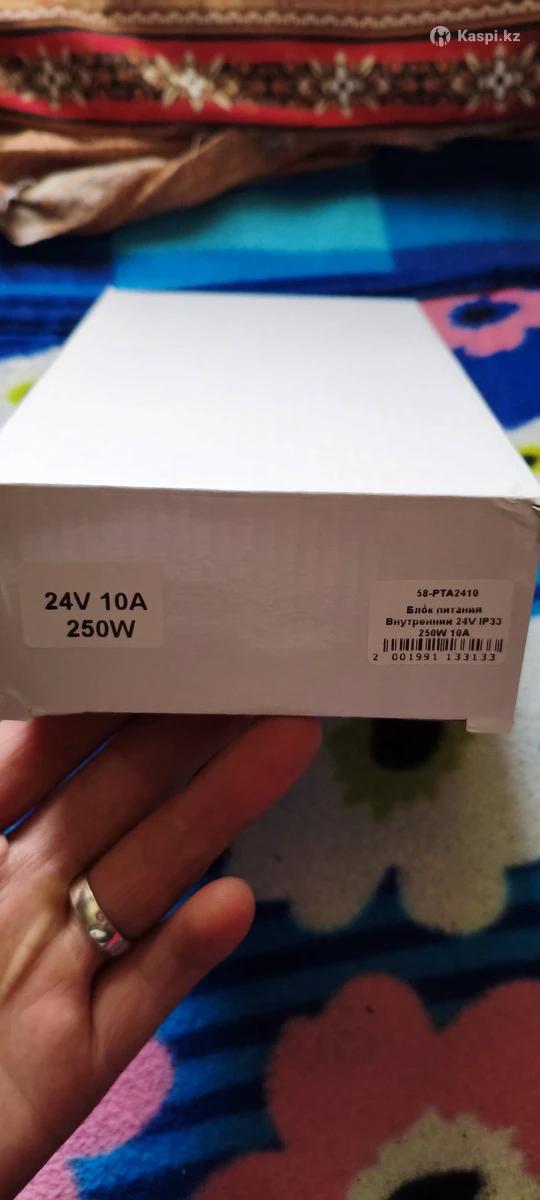 Kaspi.kz
24V 10A
250W
58-PTA2410
Блок питания
Внутренний 24V IP33
250W 10A
2 001991 133133